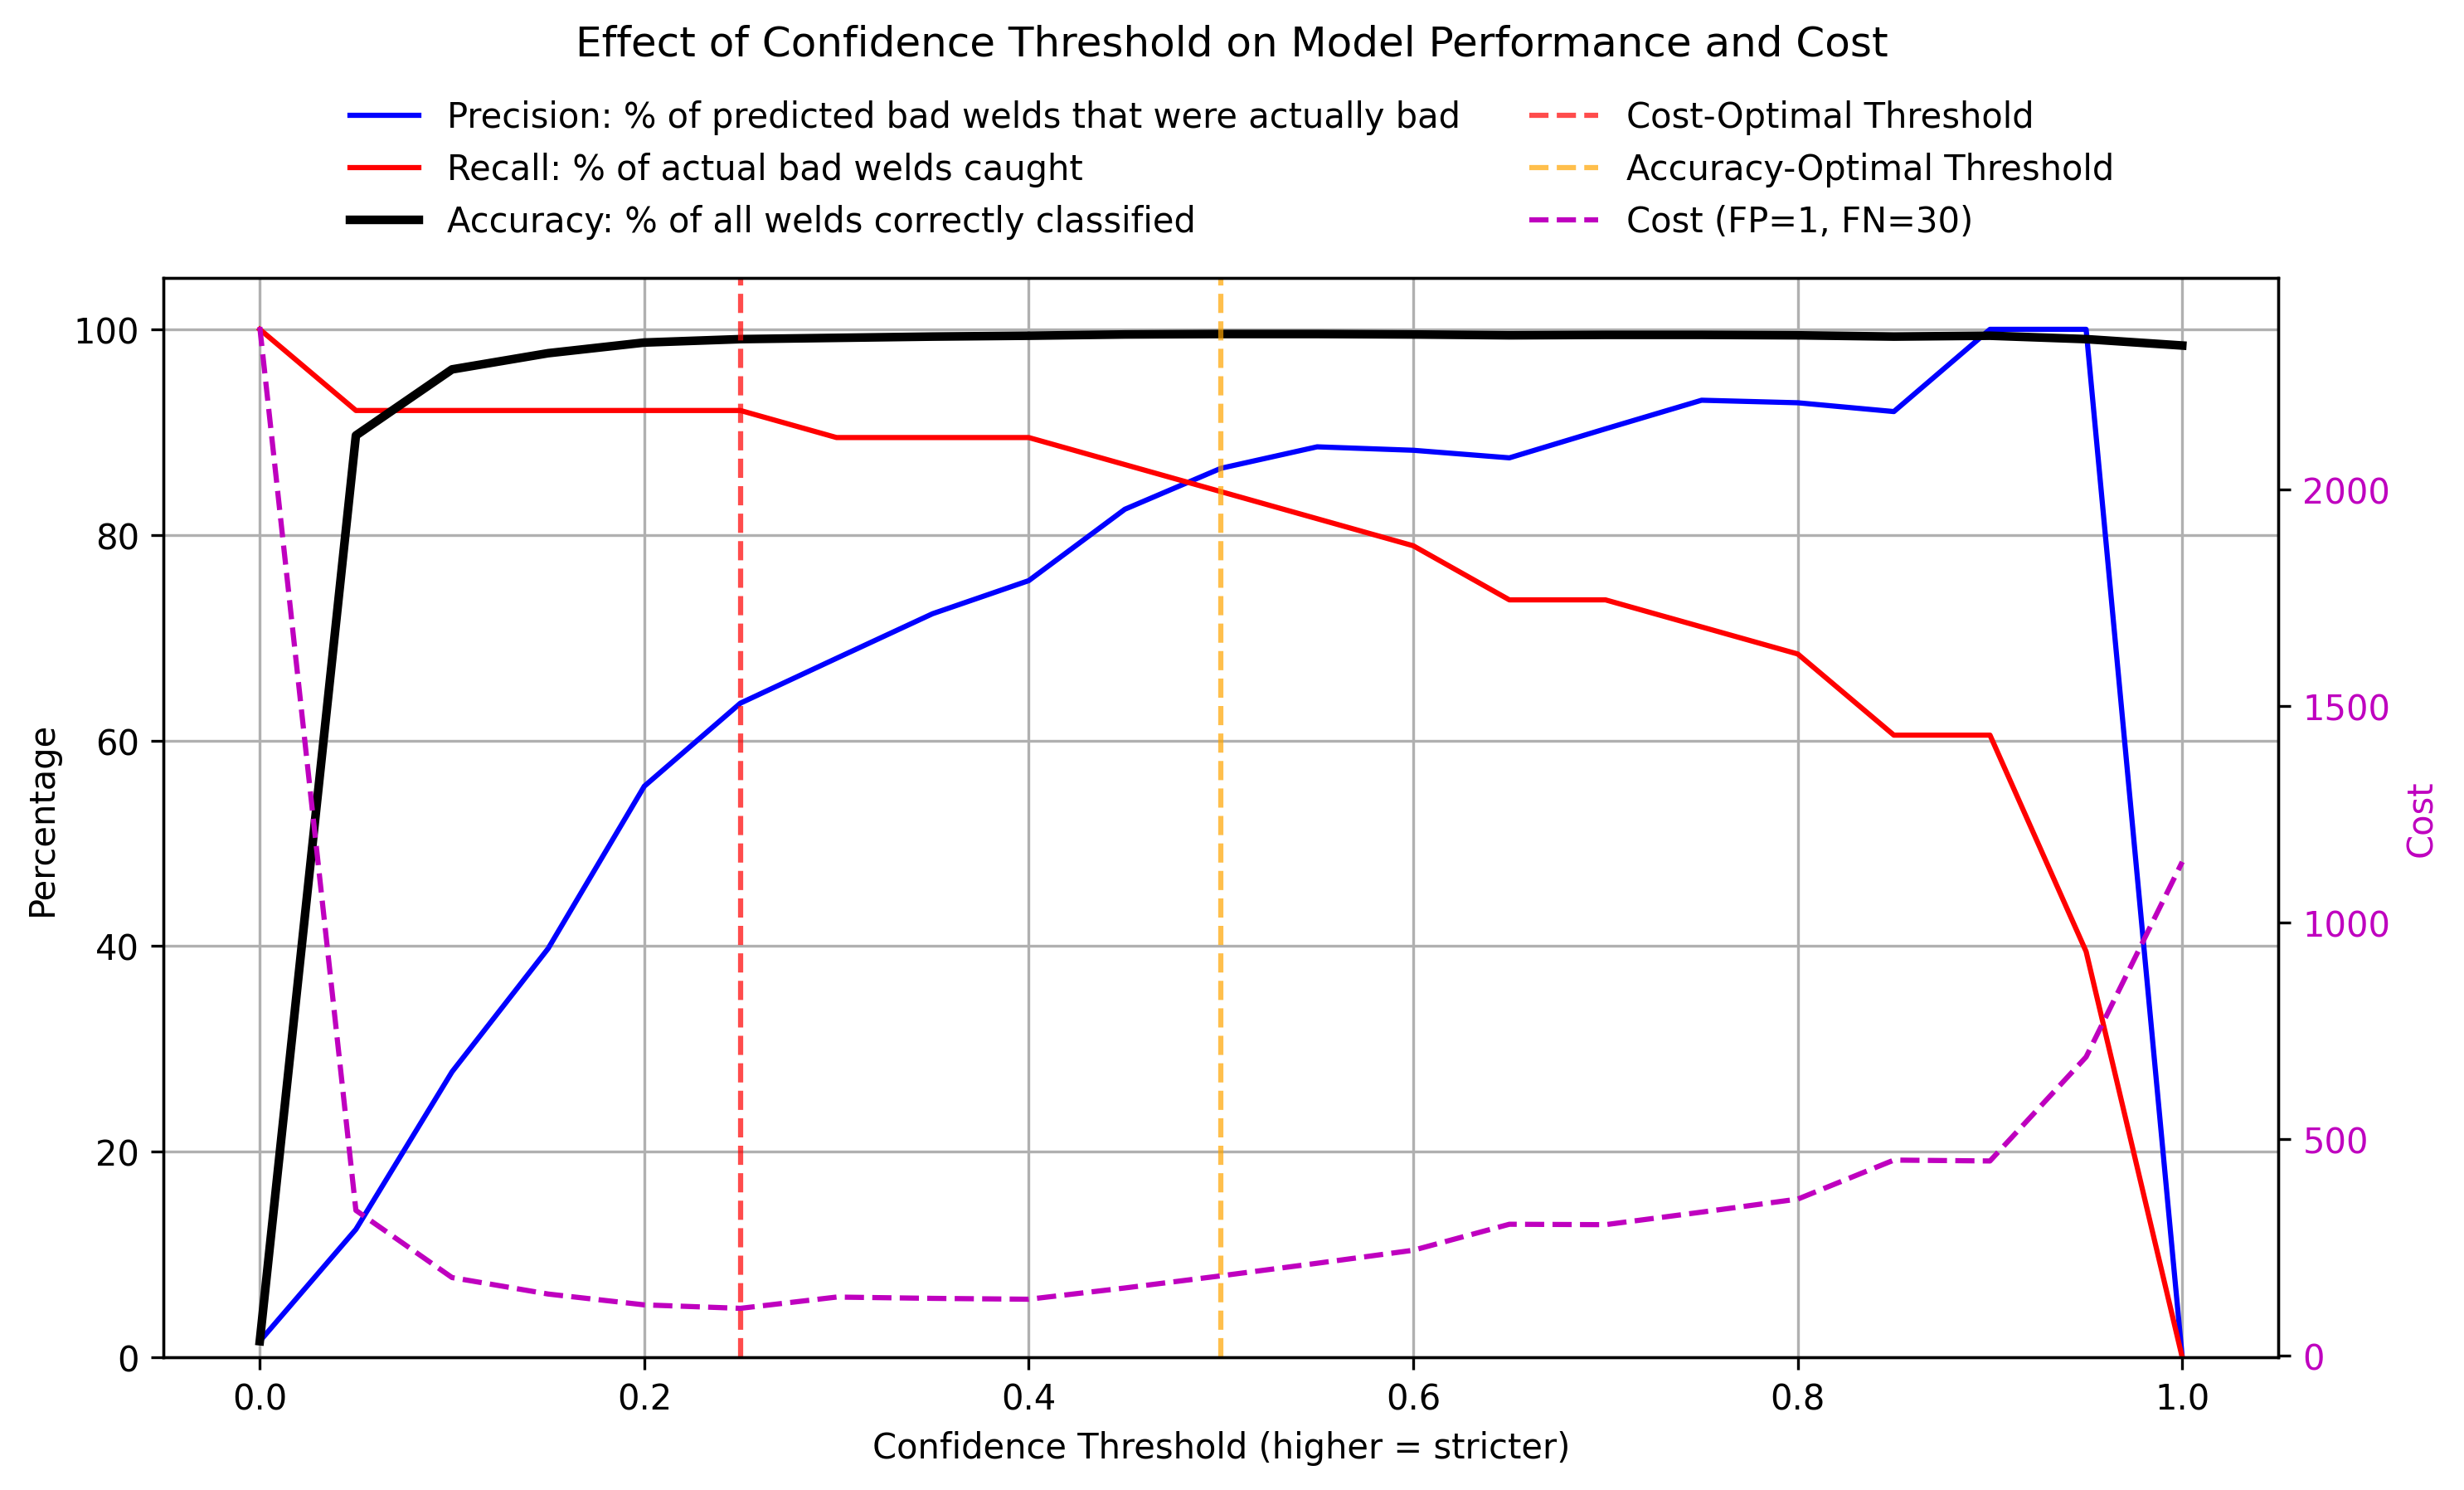 Effect of Confidence Threshold on Model Performance and Cost
Precision: % of predicted bad welds that were actually bad
Recall: % of actual bad welds caught
Accuracy: % of all welds correctly classified
Cost-Optimal Threshold
Accuracy-Optimal Threshold
Cost (FP=1, FN=30)
Percentage
100
80
60
40
20
0
2000
1500
1000
500
0
Cost
0.0 0.2 0.4 0.6 0.8 1.0
Confidence Threshold (higher = stricter)